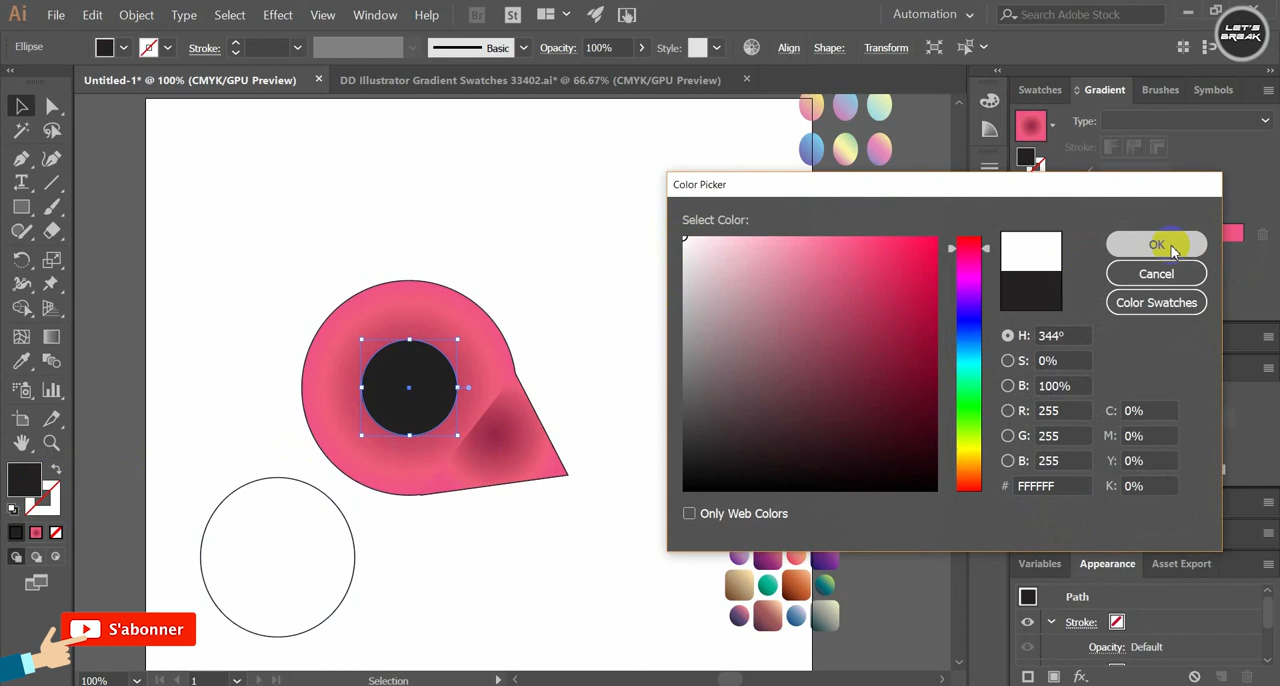 Ai File Edit Object Type Select Effect View Window Help Br St Automation Search Adobe Stock
LET'S BREAK
Ellipse Stroke: Basic Opacity: 100% Style: Align Shape: Transform
Untitled-1* @ 100% (CMYK/GPU Preview) × DD Illustrator Gradient Swatches 33402.ai* @ 66.67% (CMYK/GPU Preview) ×
Swatches Gradient Brushes Symbols
Type:
Stroke:
Color Picker
Select Color:
OK
Cancel
Color Swatches
H: 344°
S: 0%
B: 100%
R: 255 C: 0%
G: 255 M: 0%
B: 255 Y: 0%
# FFFFFF K: 0%
Only Web Colors
Variables Appearance Asset Export
Path
Stroke:
Opacity: Default
fx
S'abonner
100% 1 Selection